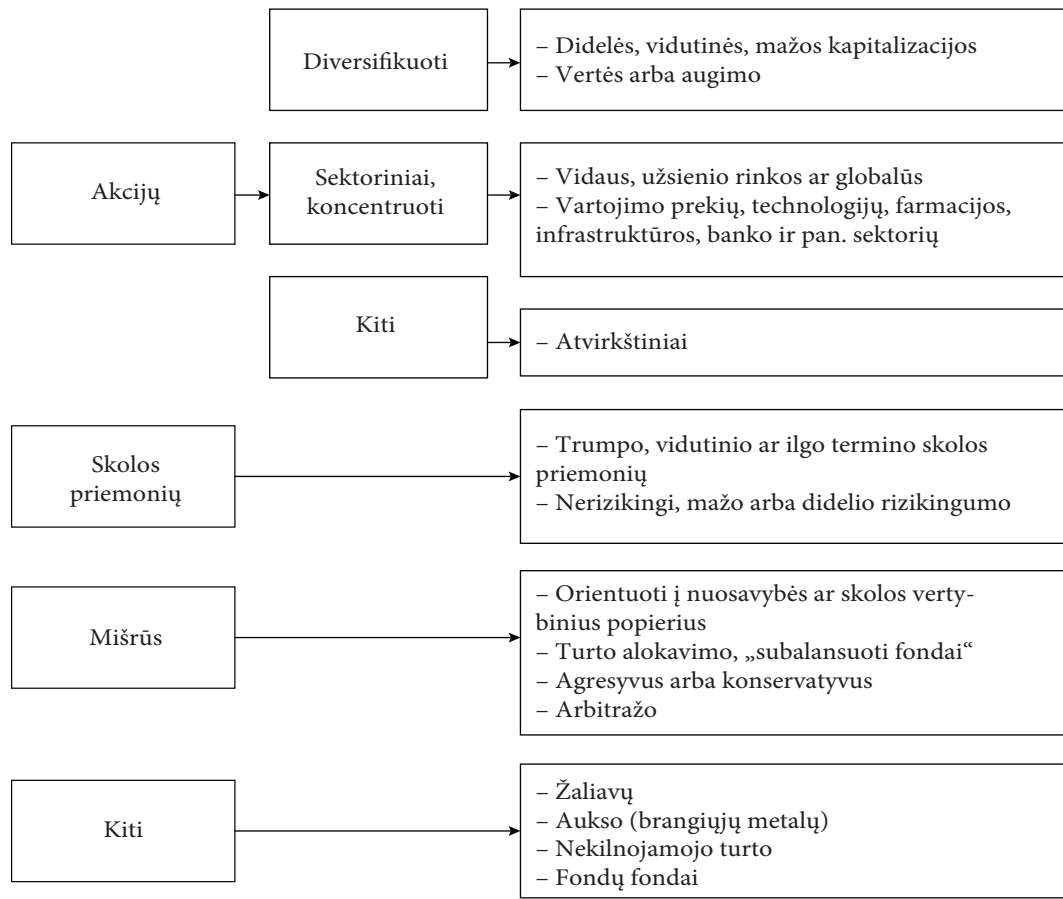 Diversifikuoti
– Didelės, vidutinės, mažos kapitalizacijos
– Vertės arba augimo
Akcijų
Sektoriniai,
koncentruoti
– Vidaus, užsienio rinkos ar globalūs
– Vartojimo prekių, technologijų, farmacijos,
infrastruktūros, banko ir pan. sektorių
Kiti
– Atvirkštiniai
Skolos
priemonių
– Trumpo, vidutinio ar ilgo termino skolos
priemonių
– Nerizikingi, mažo arba didelio rizikingumo
Mišrūs
– Orientuoti į nuosavybės ar skolos verty-
binius popierius
– Turto alokavimo, „subalansuoti fondai“
– Agresyvus arba konservatyvus
– Arbitražo
Kiti
– Žaliavų
– Aukso (brangiųjų metalų)
– Nekilnojamojo turto
– Fondų fondai